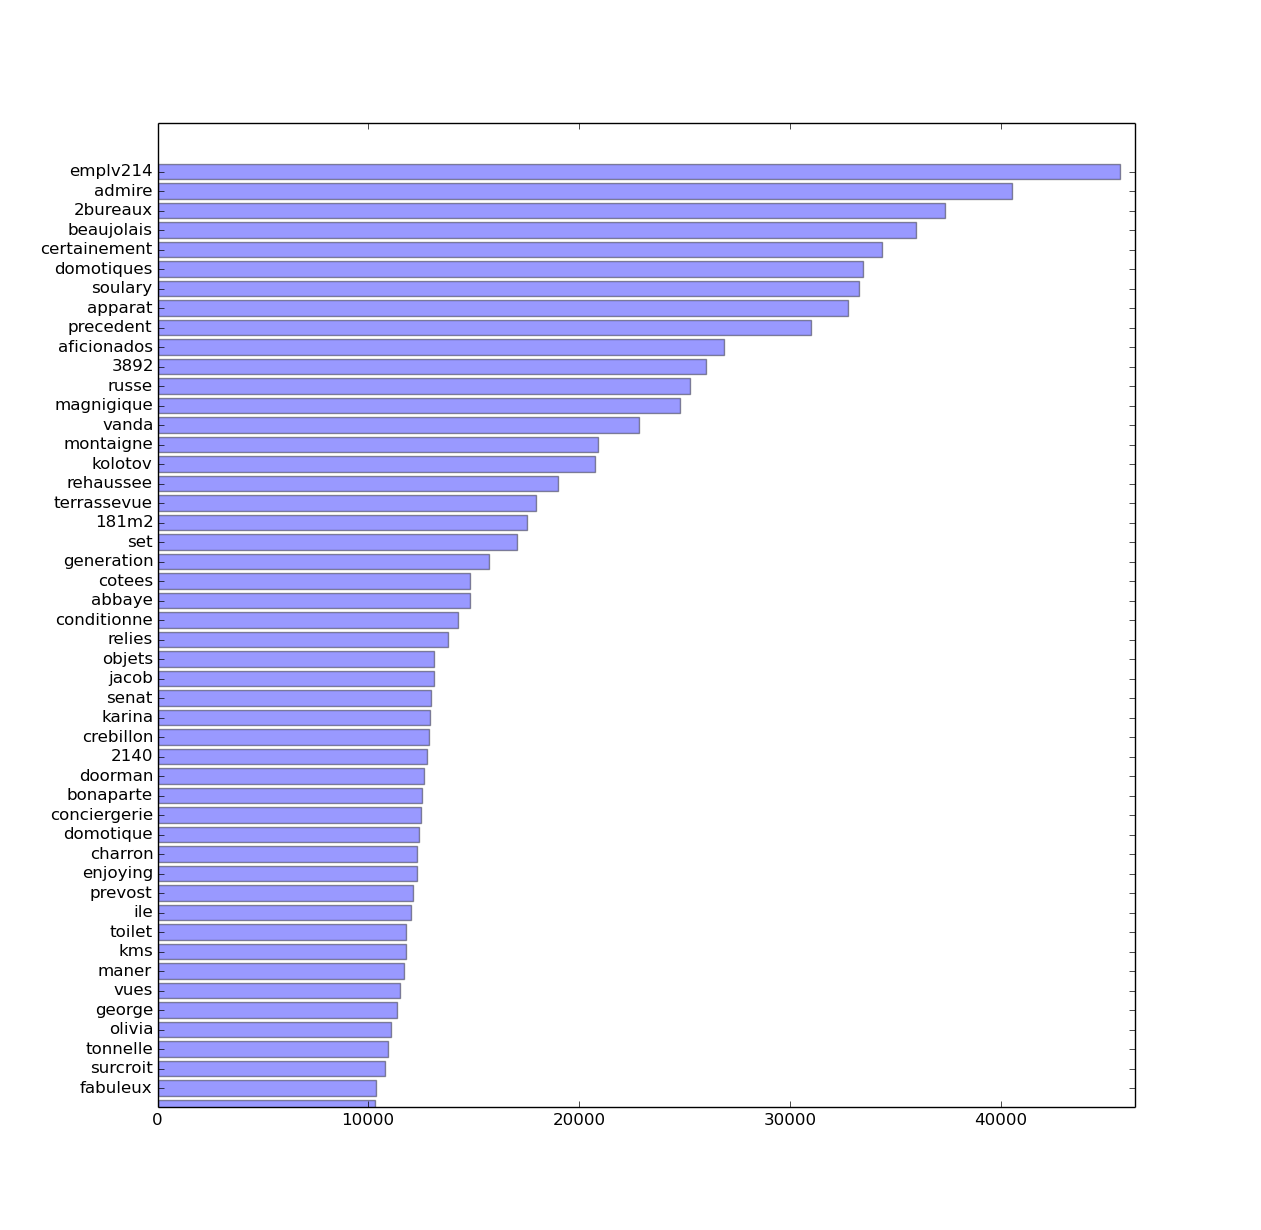 emplv214
admire
2bureaux
beaujolais
certainement
domotiques
soulary
apparat
precedent
aficionados
3892
russe
magnigique
vanda
montaigne
kolotov
rehaussee
terrassevue
181m2
set
generation
cotees
abbaye
conditionne
relies
objets
jacob
senat
karina
crebillon
2140
doorman
bonaparte
conciergerie
domotique
charron
enjoying
prevost
ile
toilet
kms
maner
vues
george
olivia
tonnelle
surcroit
fabuleux
0 10000 20000 30000 40000